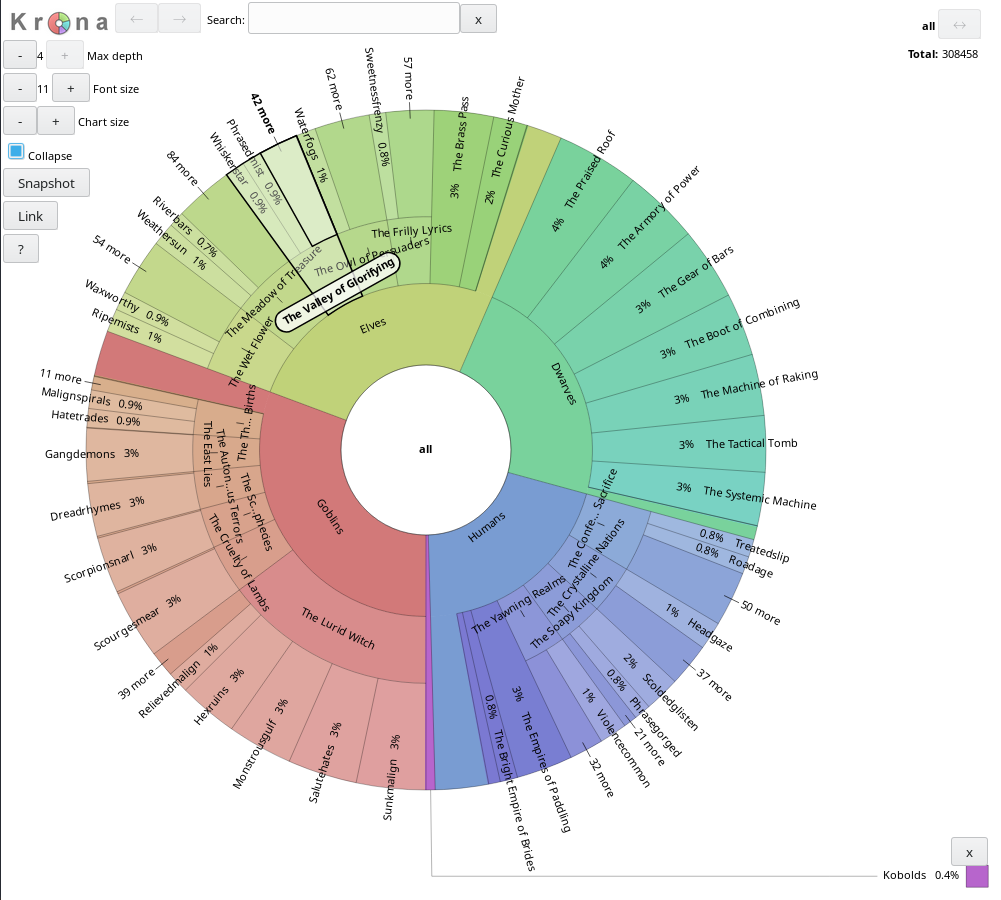 Krona
← → Search: x
all ↔
Total: 308458
- 4 + Max depth
- 11 + Font size
- + Chart size
Collapse
Snapshot
Link
?
all
Elves
Dwarves
Humans
Goblins
The Brass Pass 3%
The Curious Mother 2%
The Praised Roof 4%
The Armory of Power 4%
The Gear of Bars 3%
The Boot of Combining 3%
The Machine of Raking 3%
The Tactical Tomb 3%
The Systemic Machine 3%
The Confe... Sacrifice
The Crystalline Nations
The Soapy Kingdom
The Yawning Realms
Treatedslip 0.8%
Roadage 0.8%
50 more
Headgaze 1%
37 more
Scoldedglisten 2%
Phrasegorged 0.8%
21 more
Violencecommon 1%
32 more
The Empires of Paddling 3%
The Bright Empire of Brides 0.8%
Sunkmalign 3%
Salutehates 3%
Monstrousgulf 3%
Hexruins 3%
Relievedmalign 1%
39 more
Scourgesmear 3%
Scorpionsnarl 3%
Dreadrhymes 3%
Gangdemons 3%
Hatetrades 0.9%
Malignspirals 0.9%
11 more
The Lurid Witch
The Cruelty of Lambs
The Sc...phedes
The Auton...us Terrors
The East Lies
The Th... Births
Ripemists 1%
Waxworthy 0.9%
54 more
Weathersun 1%
Riverbars 0.7%
84 more
Whiskerstar 0.9%
Phrasedmist 0.9%
42 more
Waterfogs 1%
62 more
Sweetnessfrenzy 0.8%
57 more
The Wet Flower
The Meadow of Treasure
The Valley of Glorifying
The Owl of Persuaders
The Frilly Lyrics
x
Kobolds 0.4%